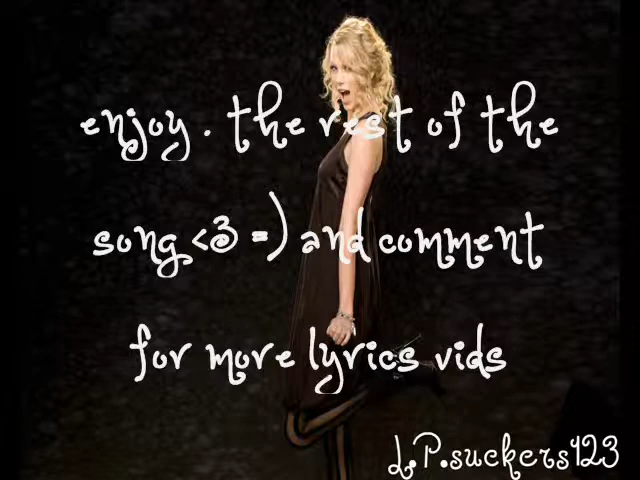 enjoy . the rest of the
song <3 =) and comment
for more lyrics vids
L.P.suckers123